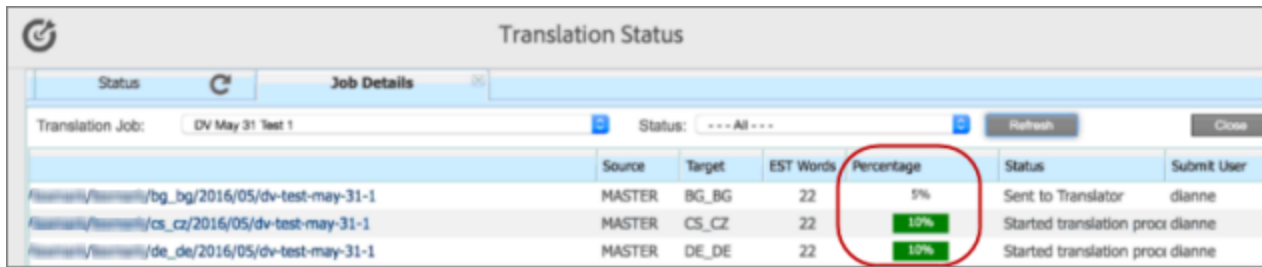 Translation Status
Status Job Details
Translation Job: DV May 31 Test 1 Status: - - - All - - - Refresh Close
Source Target EST Words Percentage Status Submit User
/bg_bg/2016/05/dv-test-may-31-1 MASTER BG_BG 22 5% Sent to Translator dianne
/cs_cz/2016/05/dv-test-may-31-1 MASTER CS_CZ 22 10% Started translation proce dianne
/de_de/2016/05/dv-test-may-31-1 MASTER DE_DE 22 10% Started translation proce dianne